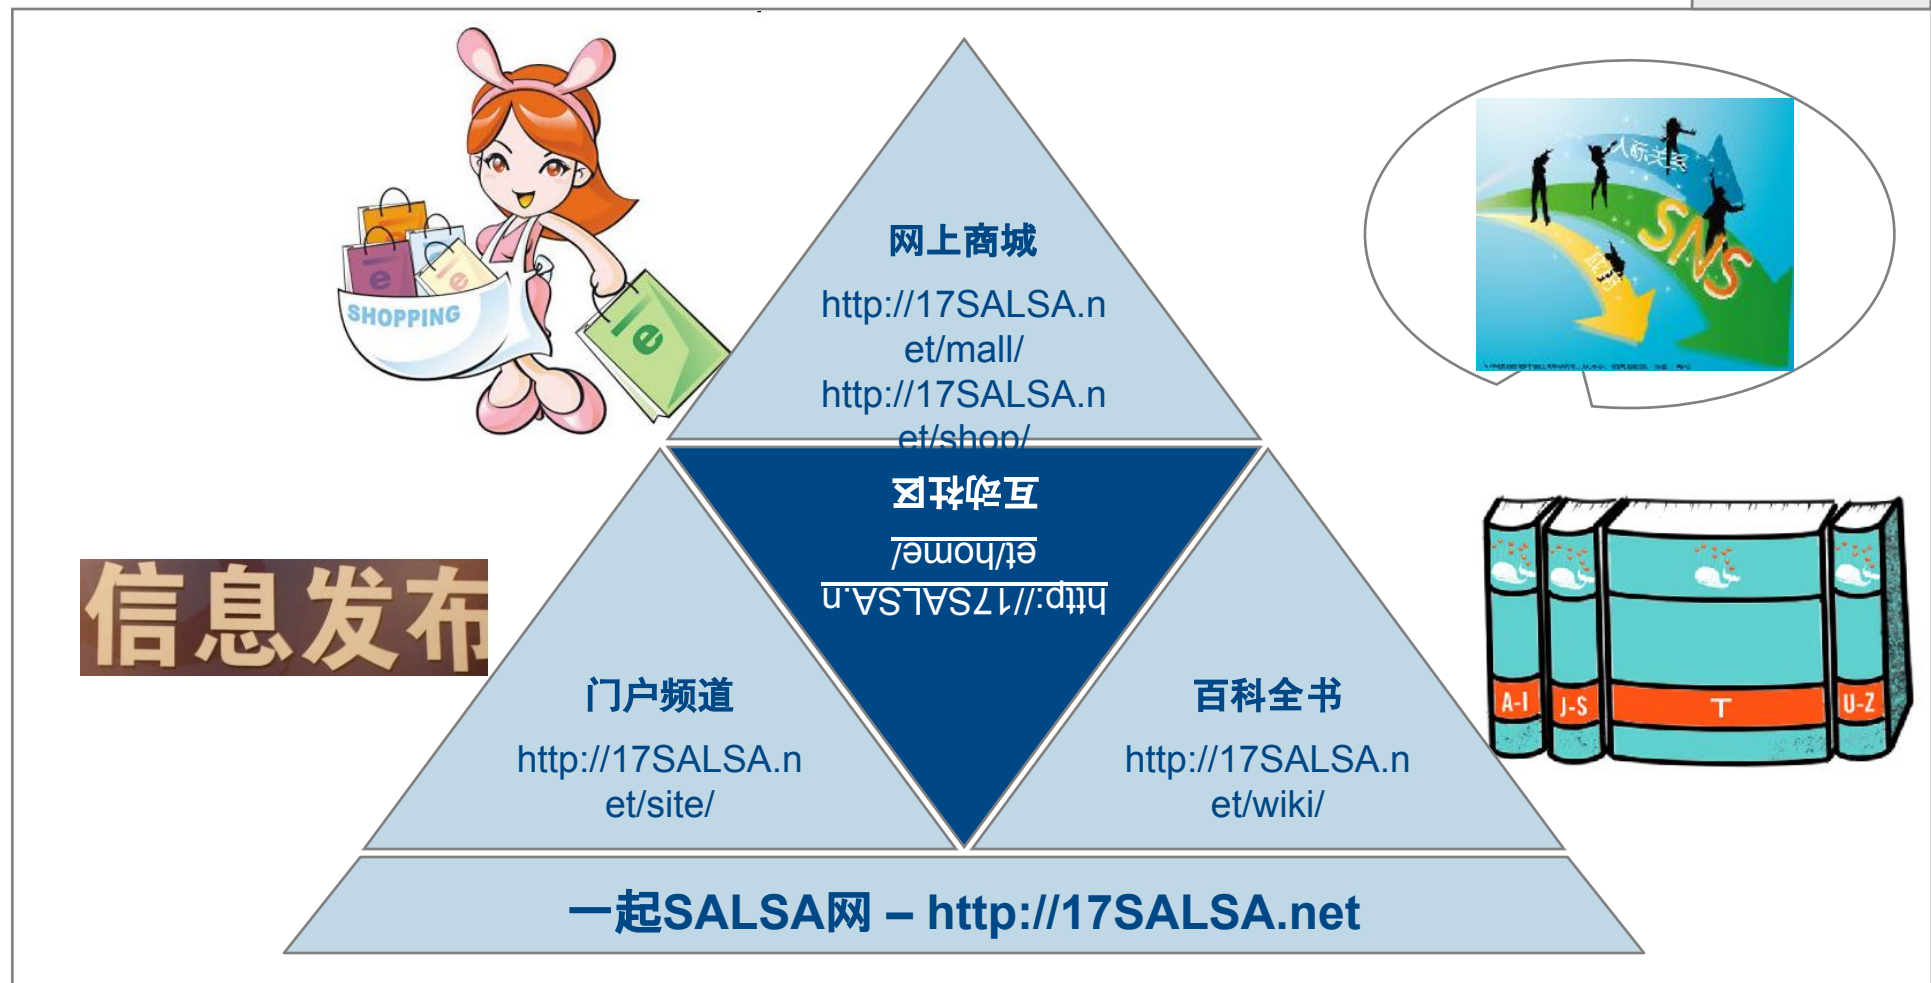 网上商城
http://17SALSA.n
et/mall/
http://17SALSA.n
et/shop/
互动社区
http://17SALSA.n
et/home/
门户频道
http://17SALSA.n
et/site/
百科全书
http://17SALSA.n
et/wiki/
一起SALSA网 – http://17SALSA.net
SHOPPING
人际关系
SNS
信息发布
A-I
J-S
T
U-Z